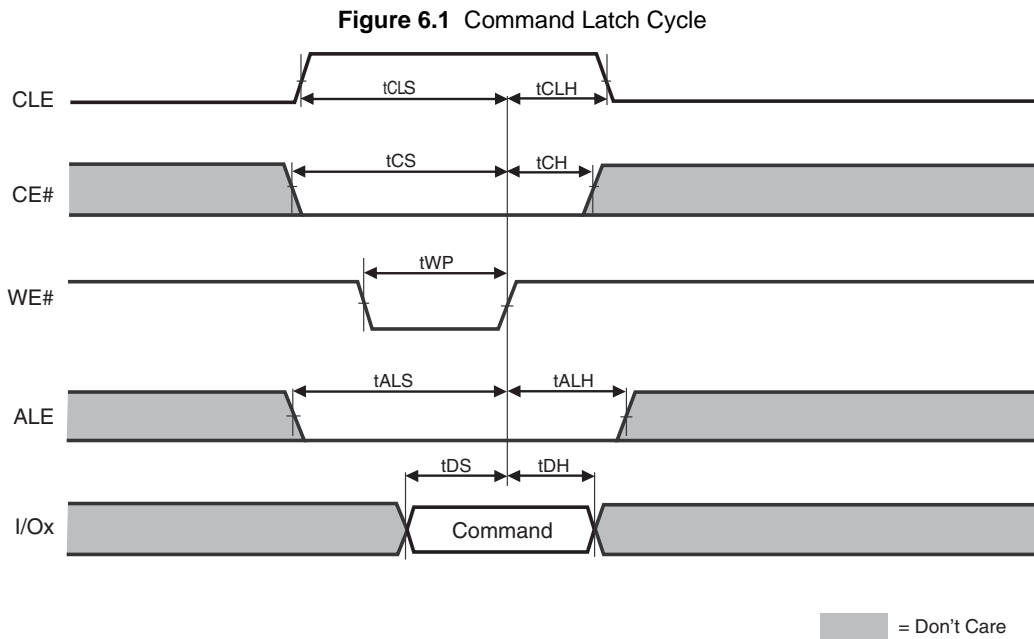 Figure 6.1 Command Latch Cycle
CLE
tCLS
tCLH
CE#
tCS
tCH
WE#
tWP
ALE
tALS
tALH
I/Ox
tDS
tDH
Command
= Don't Care